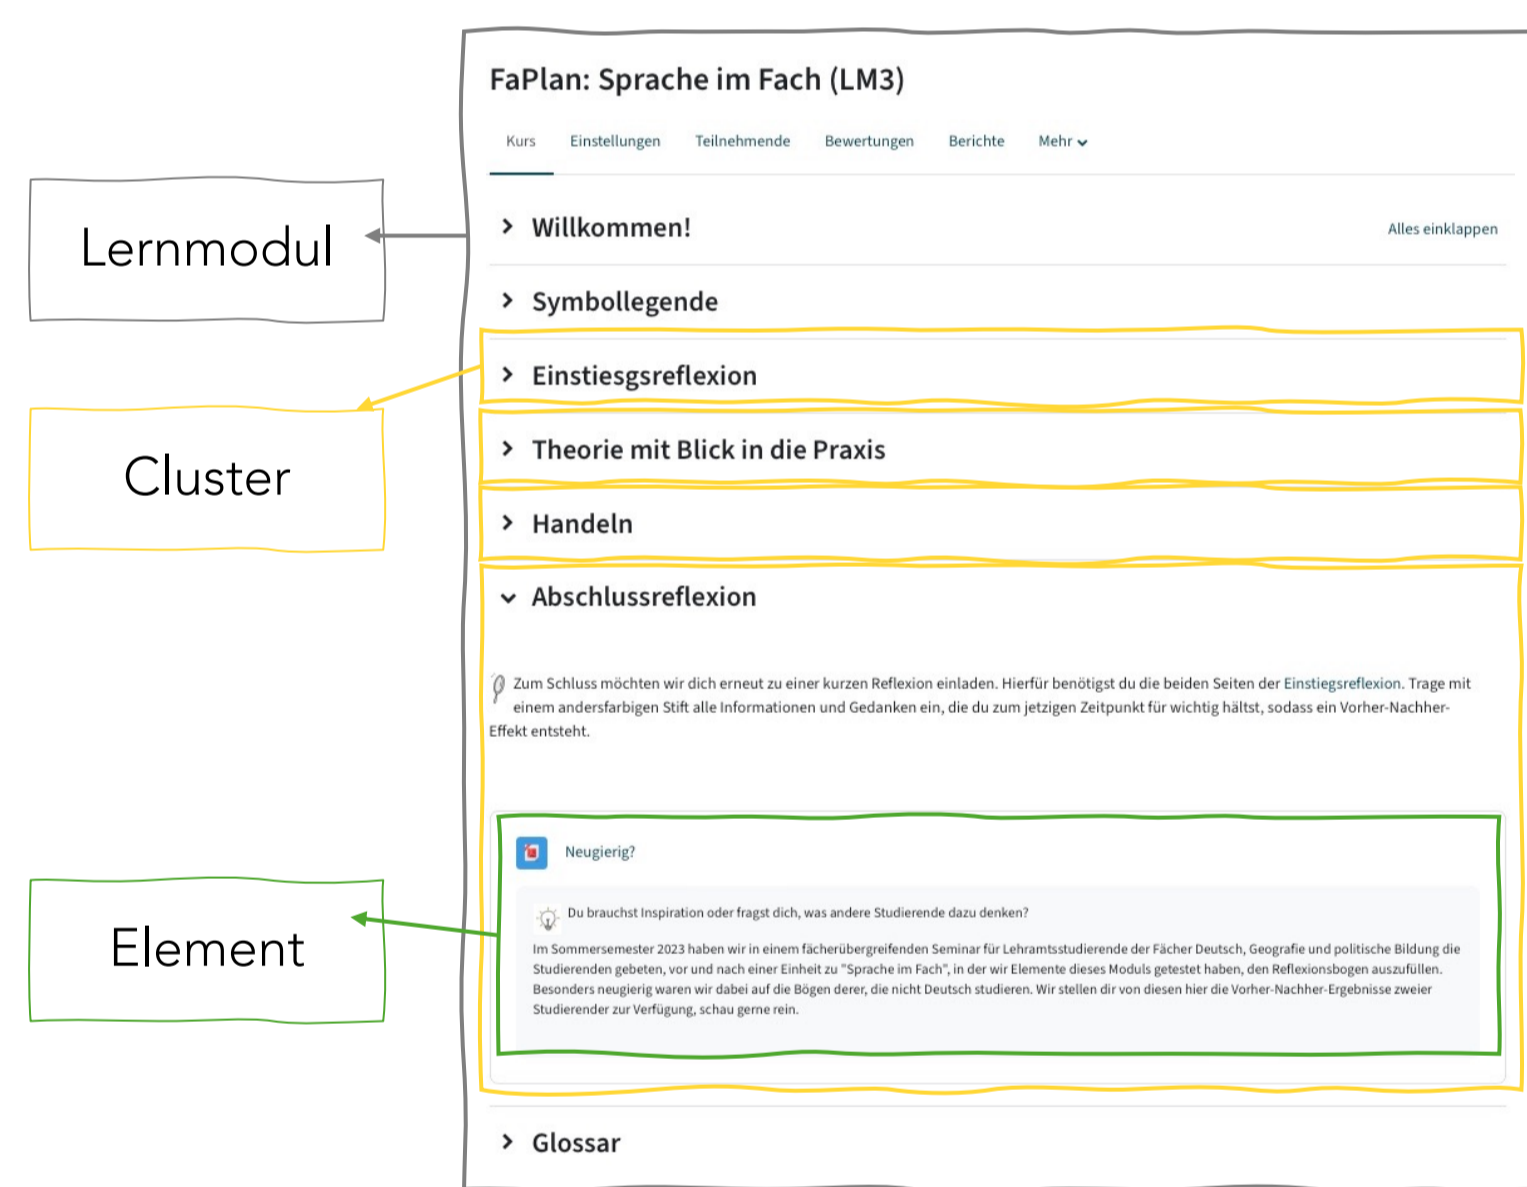 FaPlan: Sprache im Fach (LM3)
Kurs Einstellungen Teilnehmende Bewertungen Berichte Mehr
Lernmodul
Willkommen!
Alles einklappen
Symbollegende
Einstiesgsreflexion
Cluster
Theorie mit Blick in die Praxis
Handeln
Abschlussreflexion
Zum Schluss möchten wir dich erneut zu einer kurzen Reflexion einladen. Hierfür benötigst du die beiden Seiten der Einstiegsreflexion. Trage mit
einem andersfarbigen Stift alle Informationen und Gedanken ein, die du zum jetzigen Zeitpunkt für wichtig hältst, sodass ein Vorher-Nachher-
Effekt entsteht.
Element
Neugierig?
Du brauchst Inspiration oder fragst dich, was andere Studierende dazu denken?
Im Sommersemester 2023 haben wir in einem fächerübergreifenden Seminar für Lehramtsstudierende der Fächer Deutsch, Geografie und politische Bildung die
Studierenden gebeten, vor und nach einer Einheit zu "Sprache im Fach", in der wir Elemente dieses Moduls getestet haben, den Reflexionsbogen auszufüllen.
Besonders neugierig waren wir dabei auf die Bögen derer, die nicht Deutsch studieren. Wir stellen dir von diesen hier die Vorher-Nachher-Ergebnisse zweier
Studierender zur Verfügung, schau gerne rein.
Glossar